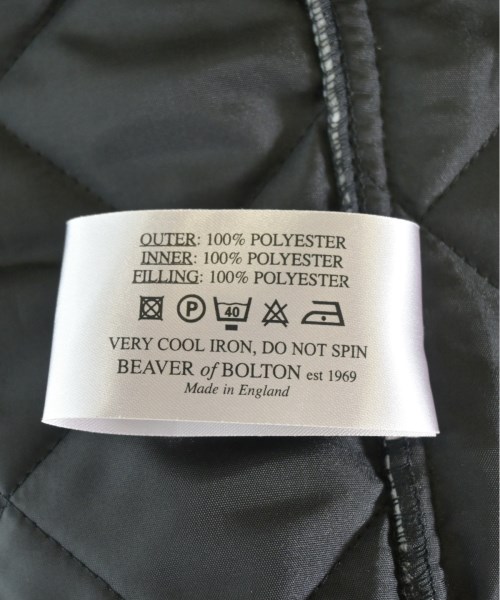 OUTER: 100% POLYESTER
INNER: 100% POLYESTER
FILLING: 100% POLYESTER
P 40
VERY COOL IRON, DO NOT SPIN
BEAVER of BOLTON est 1969
Made in England